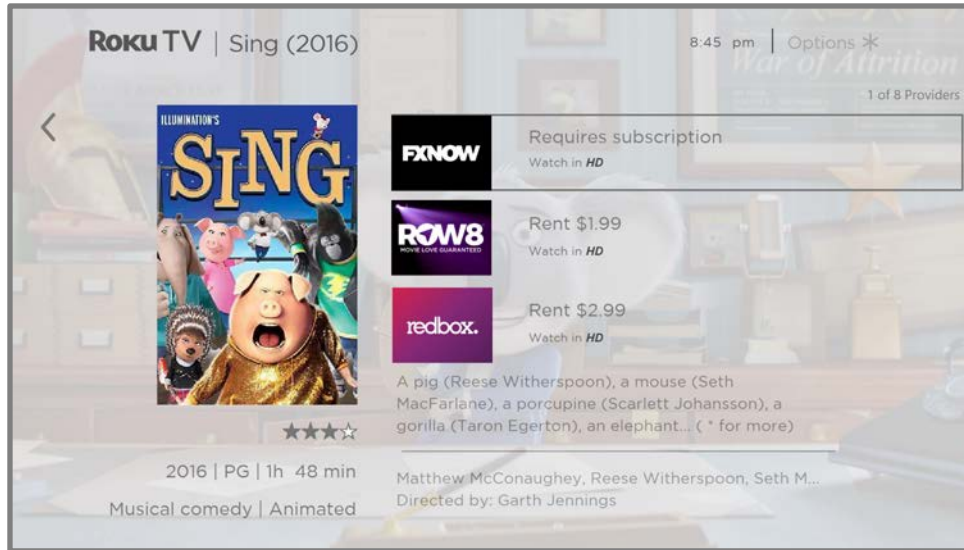 Roku TV | Sing (2016)
8:45 pm | Options *
War of Attrition
1 of 8 Providers
ILLUMINATION'S
SING
FXNOW
Requires subscription
Watch in HD
ROW8
MOVIE LOVE GUARANTEED
Rent $1.99
Watch in HD
redbox.
Rent $2.99
Watch in HD
A pig (Reese Witherspoon), a mouse (Seth
MacFarlane), a porcupine (Scarlett Johansson), a
gorilla (Taron Egerton), an elephant... ( * for more)
2016 | PG | 1h 48 min
Musical comedy | Animated
Matthew McConaughey, Reese Witherspoon, Seth M...
Directed by: Garth Jennings